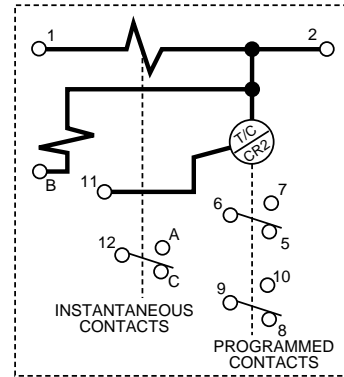 1
2
T/C
CR2
B
11
7
6
5
A
12
C
10
9
8
INSTANTANEOUS
CONTACTS
PROGRAMMED
CONTACTS